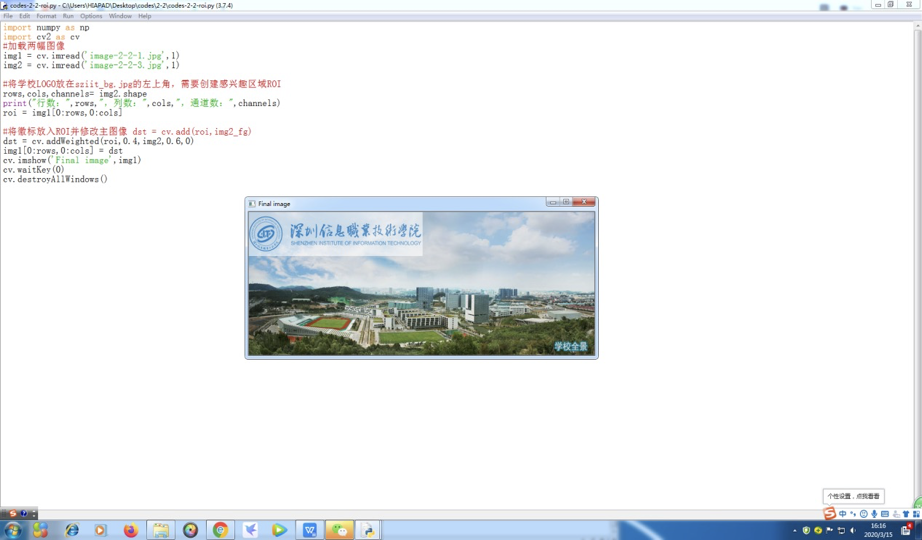 codes-2-2-roi.py - C:\Users\HIAPAD\Desktop\codes\2-2\codes-2-2-roi.py (3.7.4)
File Edit Format Run Options Window Help
import numpy as np
import cv2 as cv
#加载两幅图像
img1 = cv.imread('image-2-2-1.jpg',1)
img2 = cv.imread('image-2-2-3.jpg',1)
#将学校LOGO放在sziit_bg.jpg的左上角，需要创建感兴趣区域ROI
rows,cols,channels= img2.shape
print("行数：",rows,"，列数：",cols,"，通道数：",channels)
roi = img1[0:rows,0:cols]
#将徽标放入ROI并修改主图像 dst = cv.add(roi,img2_fg)
dst = cv.addWeighted(roi,0.4,img2,0.6,0)
img1[0:rows,0:cols] = dst
cv.imshow('Final image',img1)
cv.waitKey(0)
cv.destroyAllWindows()
Final image
深圳信息職業技術學院
SHENZHEN INSTITUTE OF INFORMATION TECHNOLOGY
学校全景
个性设置，点我看看
中
16:16
2020/3/15